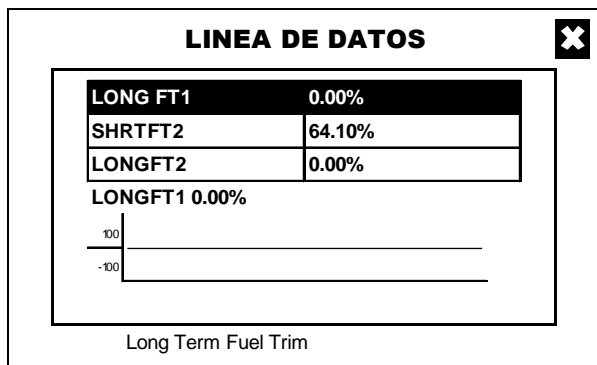 LINEA DE DATOS
LONG FT1 0.00%
SHRTFT2 64.10%
LONGFT2 0.00%
LONGFT1 0.00%
100
-100
Long Term Fuel Trim